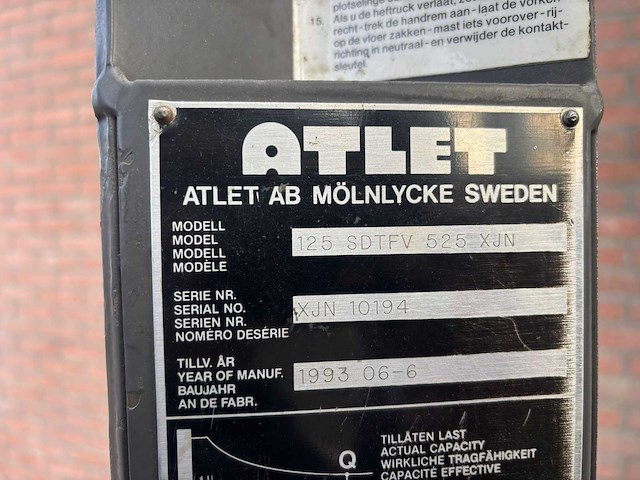 plotselinge
Als u de heftruck verlaat,
15. recht-trek de handrem aan-laat de vorken
op de vloer zakken-mast iets voorover-rij-
richting in neutraal-en verwijder de kontakt-
sleutel.
ATLET
ATLET AB MÖLNLYCKE SWEDEN
MODELL
MODEL
MODELL
MODÈLE
125 SDTFV 525 XJN
SERIE NR.
SERIAL NO.
SERIEN NR.
NOMÉRO DESÉRIE
XJN 10194
TILLV. ÅR
YEAR OF MANUF.
BAUJAHR
AN DE FABR.
1993 06-6
Q
TILLÅTEN LAST
ACTUAL CAPACITY
WIRKLICHE TRAGFÄHIGKEIT
CAPACITÉ EFFECTIVE